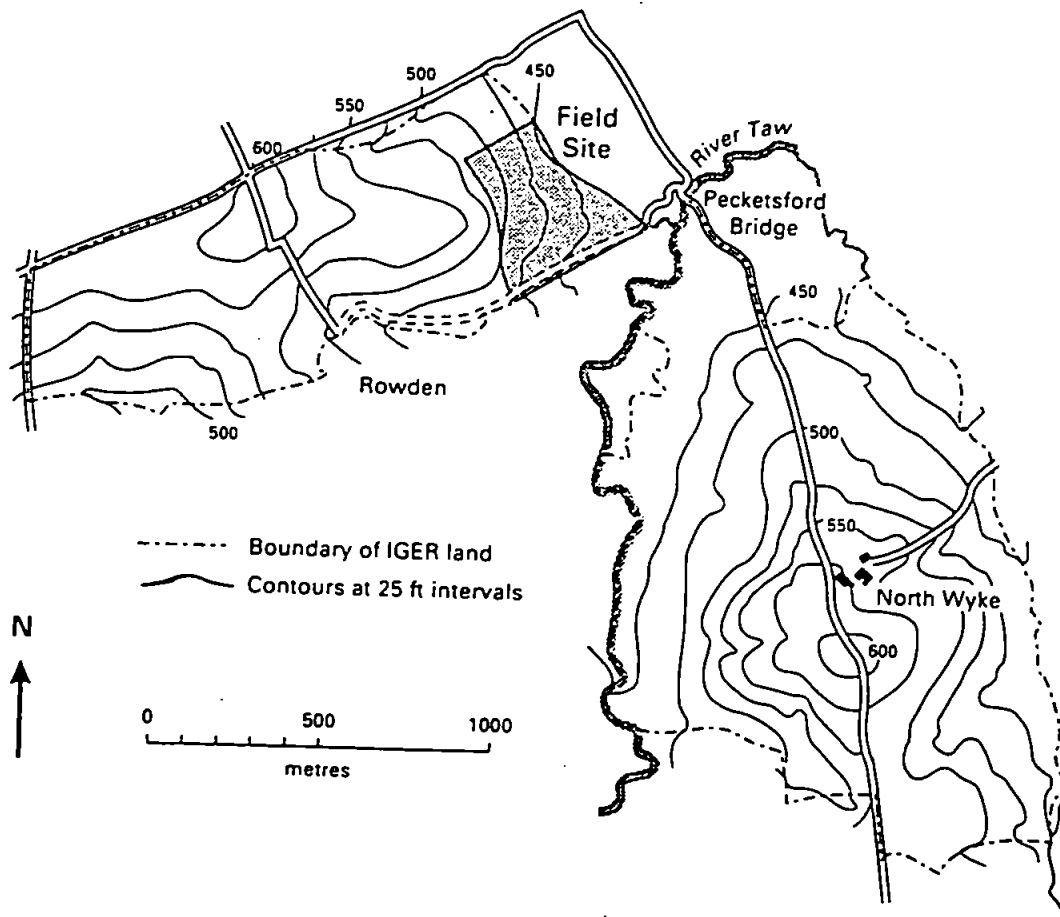 450
500
550
600
Field
Site
River Taw
Pecketsford
Bridge
450
Rowden
500
500
550
Boundary of IGER land
Contours at 25 ft intervals
North Wyke
N
600
0 500 1000
metres